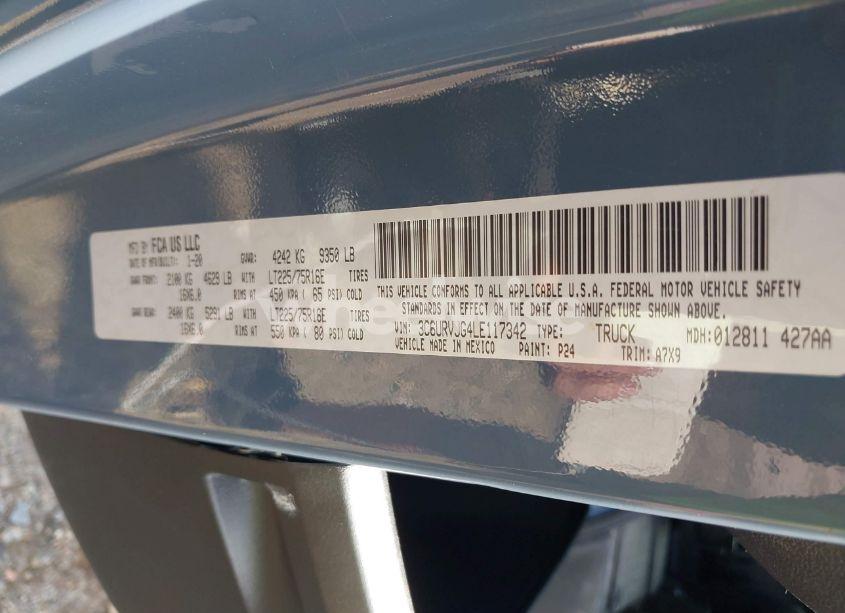 MFD BY: FCA US LLC
DATE OF MFR(BUILT): 1-20 GVWR: 4242 KG 9350 LB
GAWR FRONT: 2100 KG 4629 LB WITH LT225/75R16E TIRES
16X6.0 RIMS AT 450 KPA ( 65 PSI) COLD
GAWR REAR: 2400 KG 5291 LB WITH LT225/75R16E TIRES
16X6.0 RIMS AT 550 KPA ( 80 PSI) COLD
THIS VEHICLE CONFORMS TO ALL APPLICABLE U.S.A. FEDERAL MOTOR VEHICLE SAFETY
STANDARDS IN EFFECT ON THE DATE OF MANUFACTURE SHOWN ABOVE.
VIN: 3C6URVJG4LE117342 TYPE: TRUCK MDH:012811 427AA
VEHICLE MADE IN MEXICO PAINT: P24 TRIM: A7X9